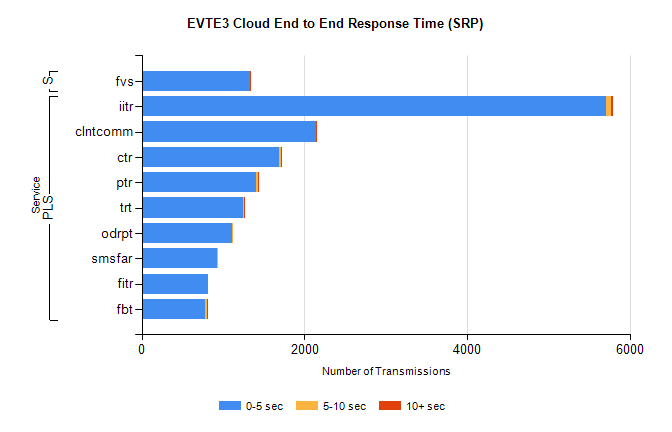 EVTE3 Cloud End to End Response Time (SRP)
S
fvs
Service
PLS
iitr
clntcomm
ctr
ptr
trt
odrpt
smsfar
fitr
fbt
0 2000 4000 6000
Number of Transmissions
0-5 sec 5-10 sec 10+ sec